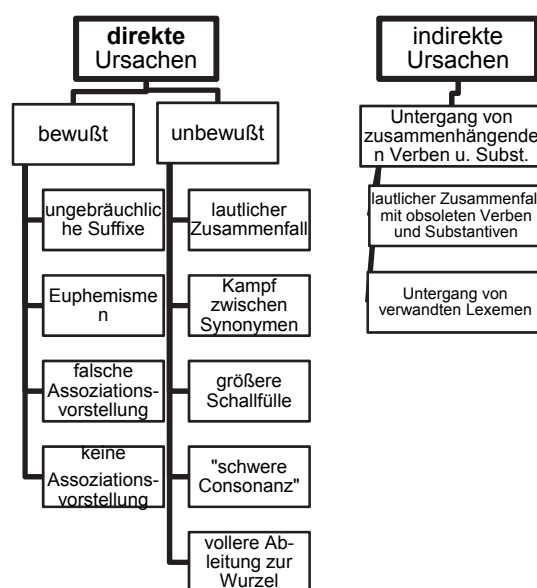 direkte
Ursachen
bewußt
ungebräuchlic
he Suffixe
Euphemisme
n
falsche
Assoziations-
vorstellung
keine
Assoziations-
vorstellung
unbewußt
lautlicher
Zusammenfall
Kampf
zwischen
Synonymen
größere
Schallfülle
"schwere
Consonanz"
vollere Ab-
leitung zur
Wurzel
indirekte
Ursachen
Untergang von
zusammenhängende
n Verben u. Subst.
lautlicher Zusammenfall
mit obsoleten Verben
und Substantiven
Untergang von
verwandten Lexemen